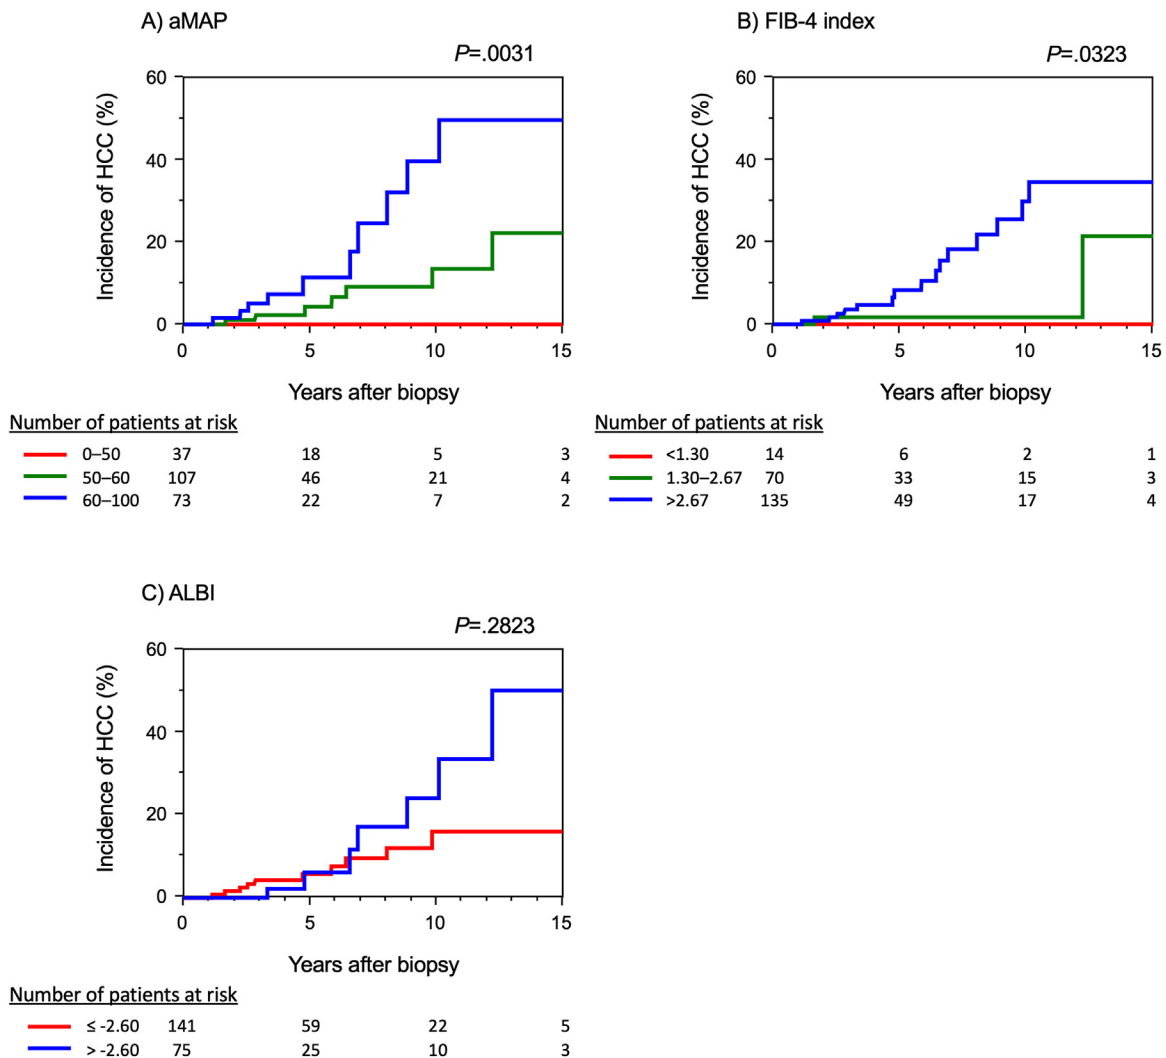 A) aMAP
P=.0031
Incidence of HCC (%)
60
40
20
0
0 5 10 15
Years after biopsy
Number of patients at risk
0–50 37 18 5 3
50–60 107 46 21 4
60–100 73 22 7 2
B) FIB-4 index
P=.0323
Incidence of HCC (%)
60
40
20
0
0 5 10 15
Years after biopsy
Number of patients at risk
<1.30 14 6 2 1
1.30–2.67 70 33 15 3
>2.67 135 49 17 4
C) ALBI
P=.2823
Incidence of HCC (%)
60
40
20
0
0 5 10 15
Years after biopsy
Number of patients at risk
≤ -2.60 141 59 22 5
> -2.60 75 25 10 3